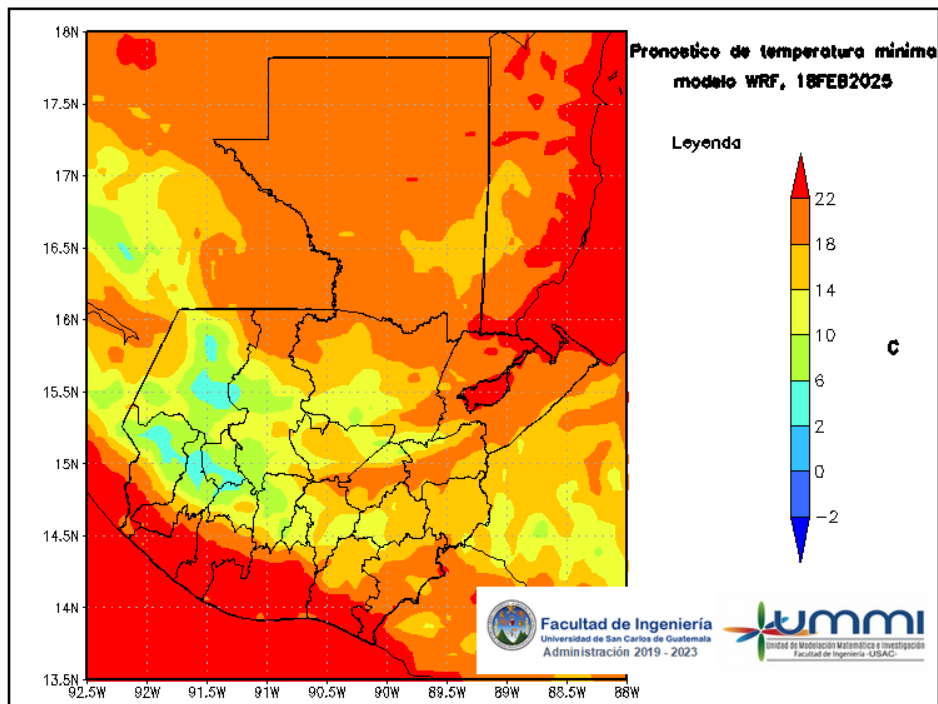 Pronostico de temperatura minima
modelo WRF, 18FEB2025
Leyenda
22
18
14
10
6
2
0
−2
C
18N
17.5N
17N
16.5N
16N
15.5N
15N
14.5N
14N
13.5N
92.5W 92W 91.5W 91W 90.5W 90W 89.5W 89W 88.5W 88W
Facultad de Ingeniería
Universidad de San Carlos de Guatemala
Administración 2019 - 2023
UMMI
Unidad de Modelación Matemática e Investigación
Facultad de Ingeniería -USAC-